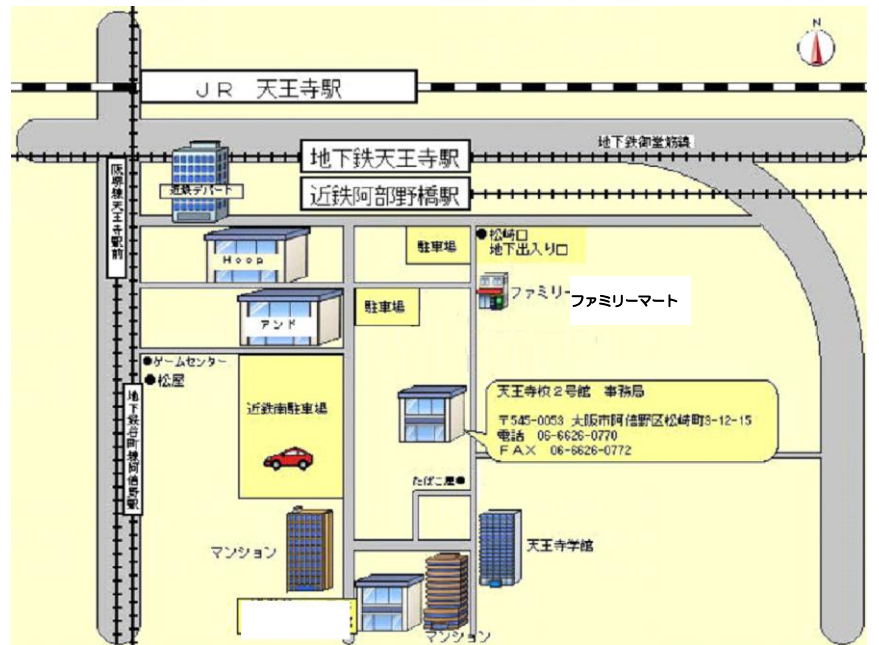 N
JR 天王寺駅
地下鉄御堂筋線
地下鉄天王寺駅
阪堺線天王寺駅前
近鉄デパート
近鉄阿部野橋駅
Hoop
駐車場
●松崎口
地下出入り口
ファミリー
ファミリーマート
アンド
駐車場
●ゲームセンター
●松屋
地下鉄谷町線阿倍野駅
近鉄南駐車場
天王寺校2号館 事務局
〒545-0053 大阪市阿倍野区松崎町3-12-15
電話 06-6626-0770
FAX 06-6626-0772
たばこ屋●
マンション
天王寺学館
マンション